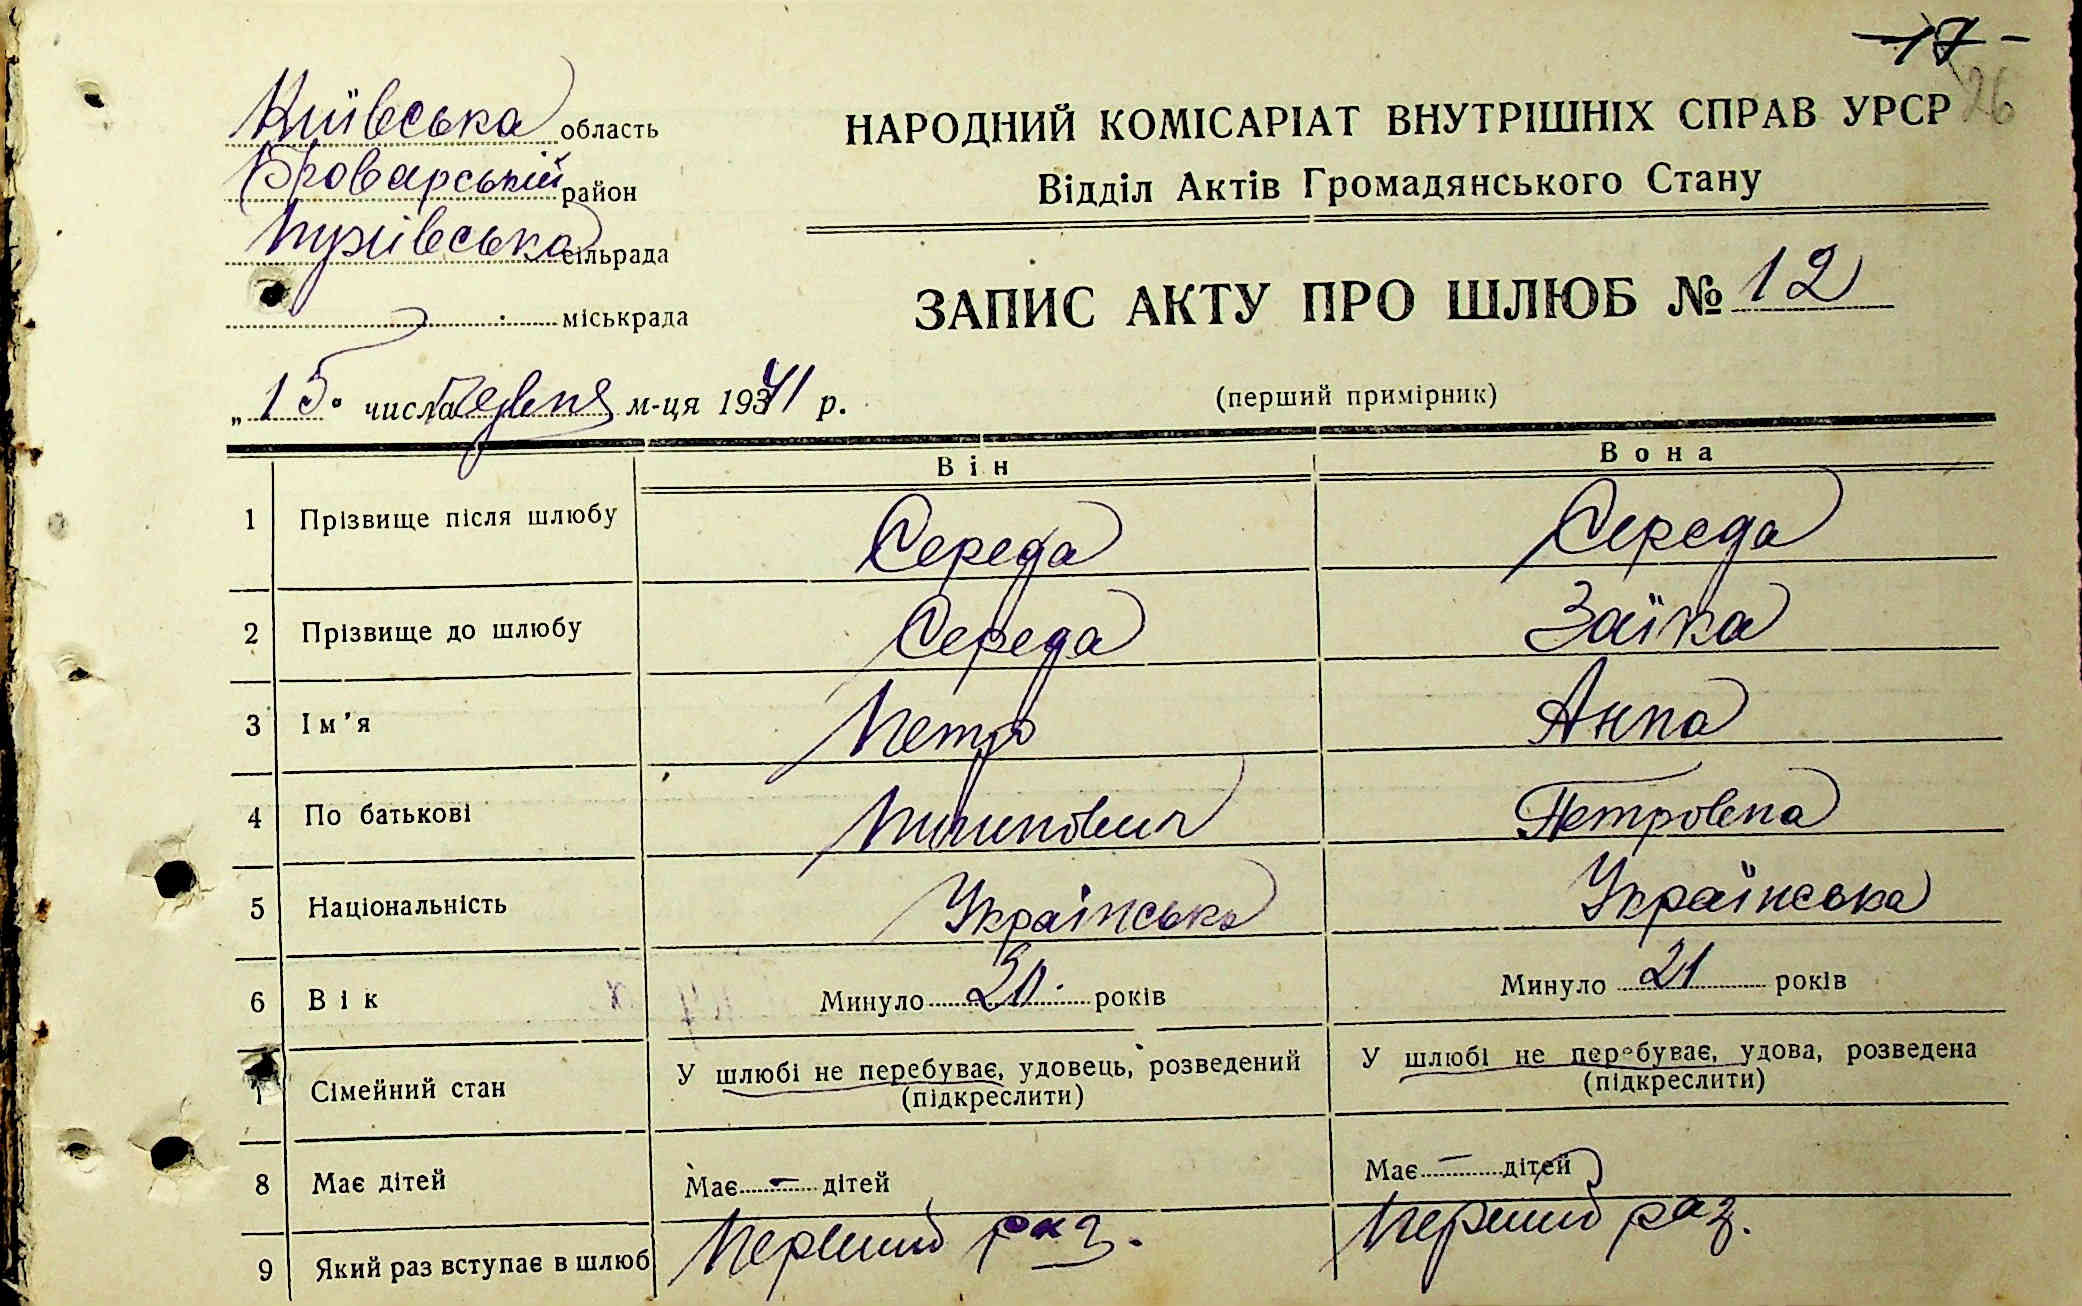 -17-
26
Київська область
Броварський район
Пухівська сільрада
міськрада
НАРОДНИЙ КОМІСАРІАТ ВНУТРІШНІХ СПРАВ УРСР
Відділ Актів Громадянського Стану
ЗАПИС АКТУ ПРО ШЛЮБ № 12
„15" числа Червня м-ця 1941 р.
(перший примірник)
Він Вона
1 Прізвище після шлюбу Середа Середа
2 Прізвище до шлюбу Середа Заїка
3 Ім'я Петро Анна
4 По батькові Петровна
5 Національність Українська Українська
6 Вік Минуло років Минуло 21 років
7 Сімейний стан У шлюбі не перебуває, удовець, розведений У шлюбі не перебуває, удова, розведена
(підкреслити) (підкреслити)
8 Має дітей Має – дітей Має – дітей
9 Який раз вступає в шлюб Перший раз. Перший раз.